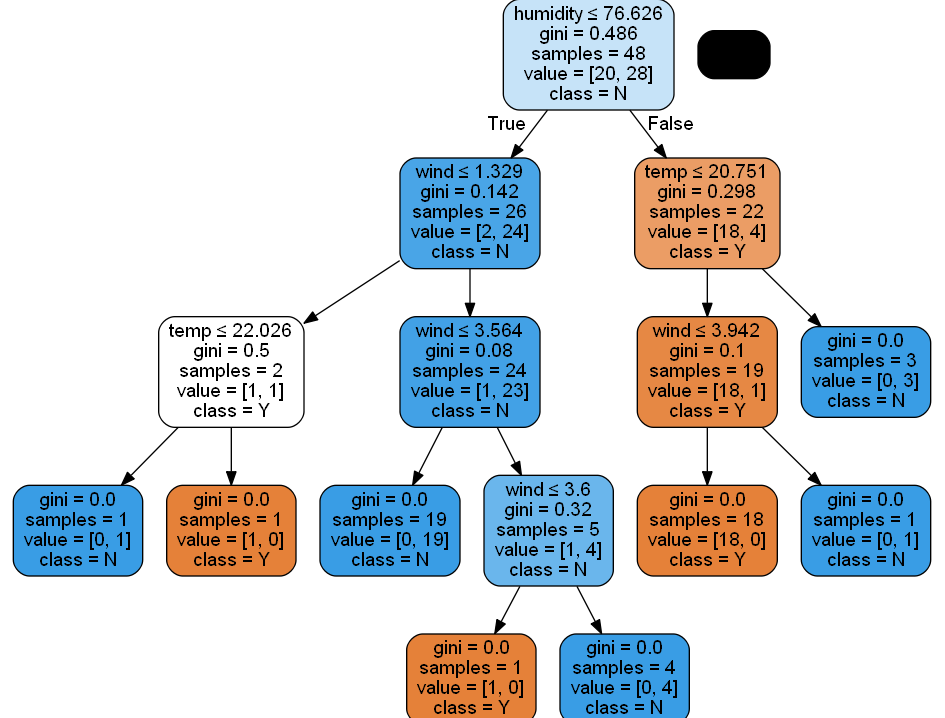 humidity ≤ 76.626
gini = 0.486
samples = 48
value = [20, 28]
class = N
True
False
wind ≤ 1.329
gini = 0.142
samples = 26
value = [2, 24]
class = N
temp ≤ 20.751
gini = 0.298
samples = 22
value = [18, 4]
class = Y
temp ≤ 22.026
gini = 0.5
samples = 2
value = [1, 1]
class = Y
wind ≤ 3.564
gini = 0.08
samples = 24
value = [1, 23]
class = N
wind ≤ 3.942
gini = 0.1
samples = 19
value = [18, 1]
class = Y
gini = 0.0
samples = 3
value = [0, 3]
class = N
gini = 0.0
samples = 1
value = [0, 1]
class = N
gini = 0.0
samples = 1
value = [1, 0]
class = Y
gini = 0.0
samples = 19
value = [0, 19]
class = N
wind ≤ 3.6
gini = 0.32
samples = 5
value = [1, 4]
class = N
gini = 0.0
samples = 18
value = [18, 0]
class = Y
gini = 0.0
samples = 1
value = [0, 1]
class = N
gini = 0.0
samples = 1
value = [1, 0]
class = Y
gini = 0.0
samples = 4
value = [0, 4]
class = N